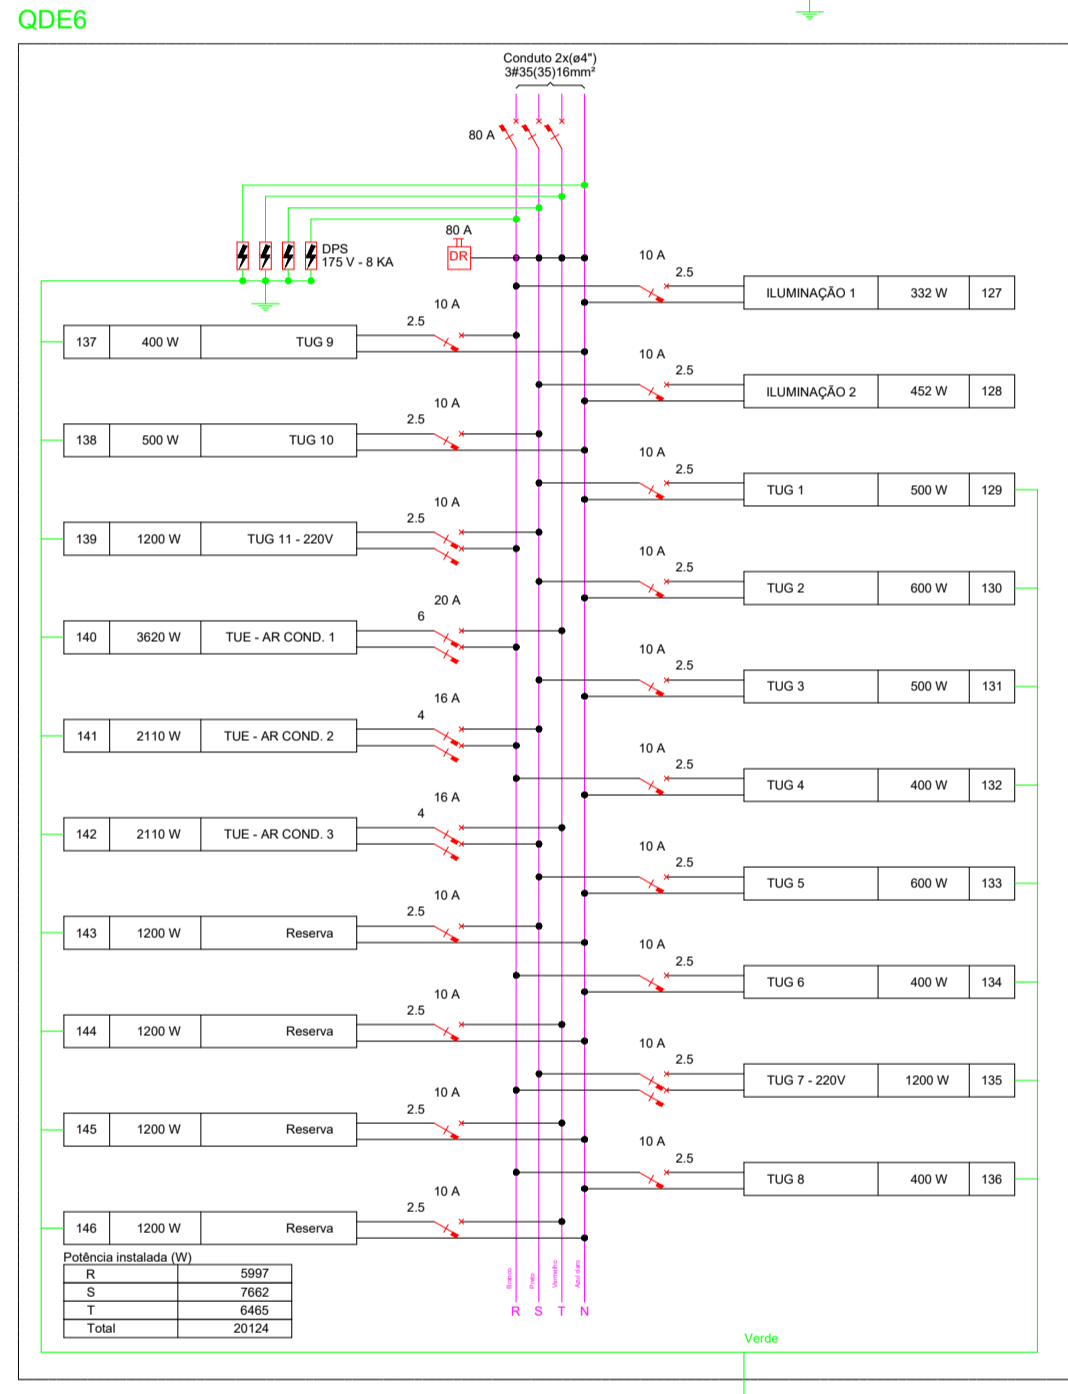 QDE6
Conduto 2x(ø4")
3#35(35)16mm²
80 A
DPS
175 V - 8 KA
80 A
DR
10 A
2.5
ILUMINAÇÃO 1 332 W 127
10 A
2.5
137 400 W TUG 9
10 A
2.5
ILUMINAÇÃO 2 452 W 128
10 A
2.5
138 500 W TUG 10
10 A
2.5
TUG 1 500 W 129
10 A
2.5
139 1200 W TUG 11 - 220V
10 A
2.5
TUG 2 600 W 130
20 A
6
140 3620 W TUE - AR COND. 1
10 A
2.5
TUG 3 500 W 131
16 A
4
141 2110 W TUE - AR COND. 2
10 A
2.5
TUG 4 400 W 132
16 A
4
142 2110 W TUE - AR COND. 3
10 A
2.5
TUG 5 600 W 133
10 A
2.5
143 1200 W Reserva
10 A
2.5
TUG 6 400 W 134
10 A
2.5
144 1200 W Reserva
10 A
2.5
TUG 7 - 220V 1200 W 135
10 A
2.5
145 1200 W Reserva
10 A
2.5
TUG 8 400 W 136
10 A
2.5
146 1200 W Reserva
Potência instalada (W)
R 5997
S 7662
T 6465
Total 20124
Branco
Preto
Vermelho
Azul claro
R S T N
Verde